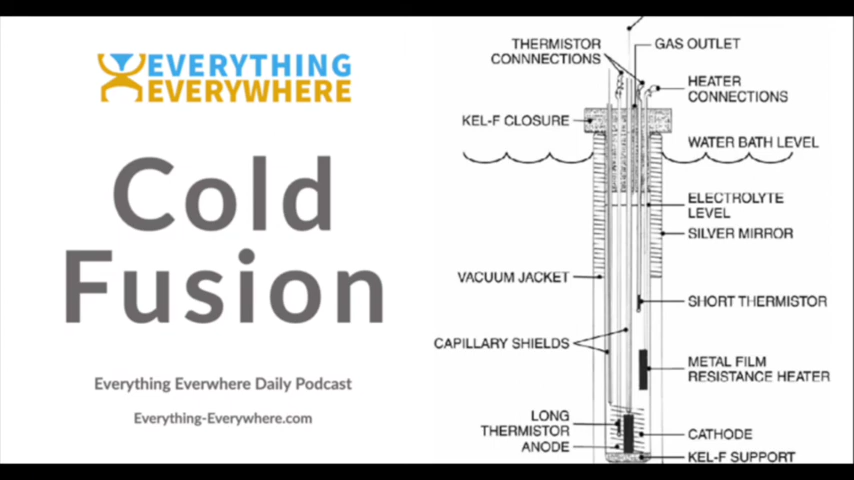 EVERYTHING
EVERYWHERE
Cold
Fusion
Everything Everwhere Daily Podcast
Everything-Everywhere.com
THERMISTOR
CONNNECTIONS
GAS OUTLET
HEATER
CONNECTIONS
KEL-F CLOSURE
WATER BATH LEVEL
ELECTROLYTE
LEVEL
SILVER MIRROR
VACUUM JACKET
SHORT THERMISTOR
CAPILLARY SHIELDS
METAL FILM
RESISTANCE HEATER
LONG
THERMISTOR
ANODE
CATHODE
KEL-F SUPPORT